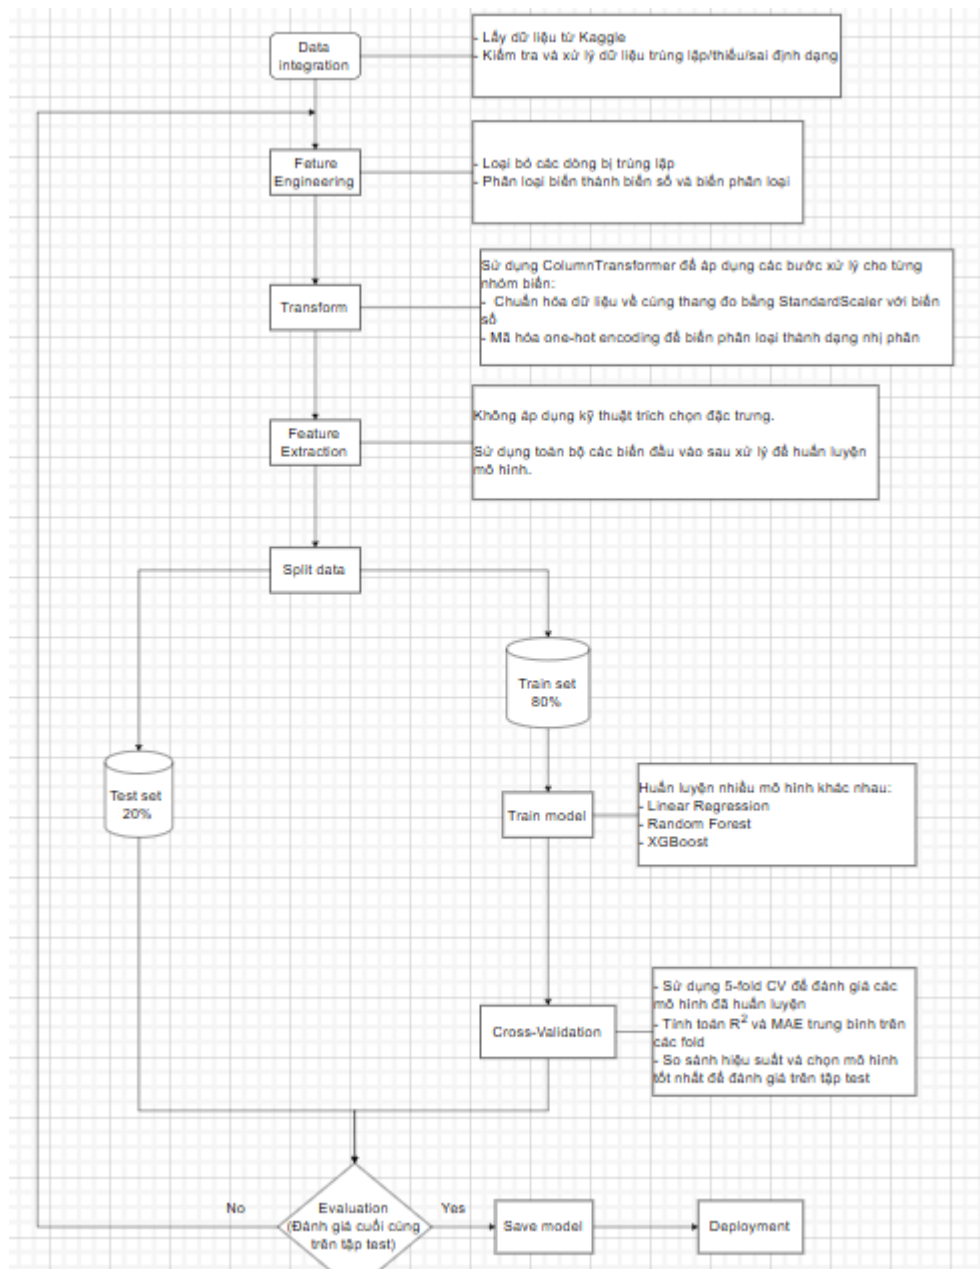 Data
integration
- Lấy dữ liệu từ Kaggle
- Kiểm tra và xử lý dữ liệu trùng lập/thiếu/sai định dạng
Feture
Engineering
- Loại bỏ các dòng bị trùng lập
- Phân loại biến thành biến số và biến phân loại
Transform
Sử dụng ColumnTransformer để áp dụng các bước xử lý cho từng
nhóm biến:
- Chuẩn hóa dữ liệu về cùng thang đo bằng StandardScaler với biến
số
- Mã hóa one-hot encoding để biến phân loại thành dạng nhị phân
Feature
Extraction
Không áp dụng kỹ thuật trích chọn đặc trưng.
Sử dụng toàn bộ các biến đầu vào sau xử lý để huấn luyện
mô hình.
Split data
Train set
80%
Test set
20%
Train model
Huấn luyện nhiều mô hình khác nhau:
- Linear Regression
- Random Forest
- XGBoost
Cross-Validation
- Sử dụng 5-fold CV để đánh giá các
mô hình đã huấn luyện
- Tính toán R² và MAE trung bình trên
các fold
- So sánh hiệu suất và chọn mô hình
tốt nhất để đánh giá trên tập test
No
Evaluation
(Đánh giá cuối cùng
trên tập test)
Yes
Save model
Deployment